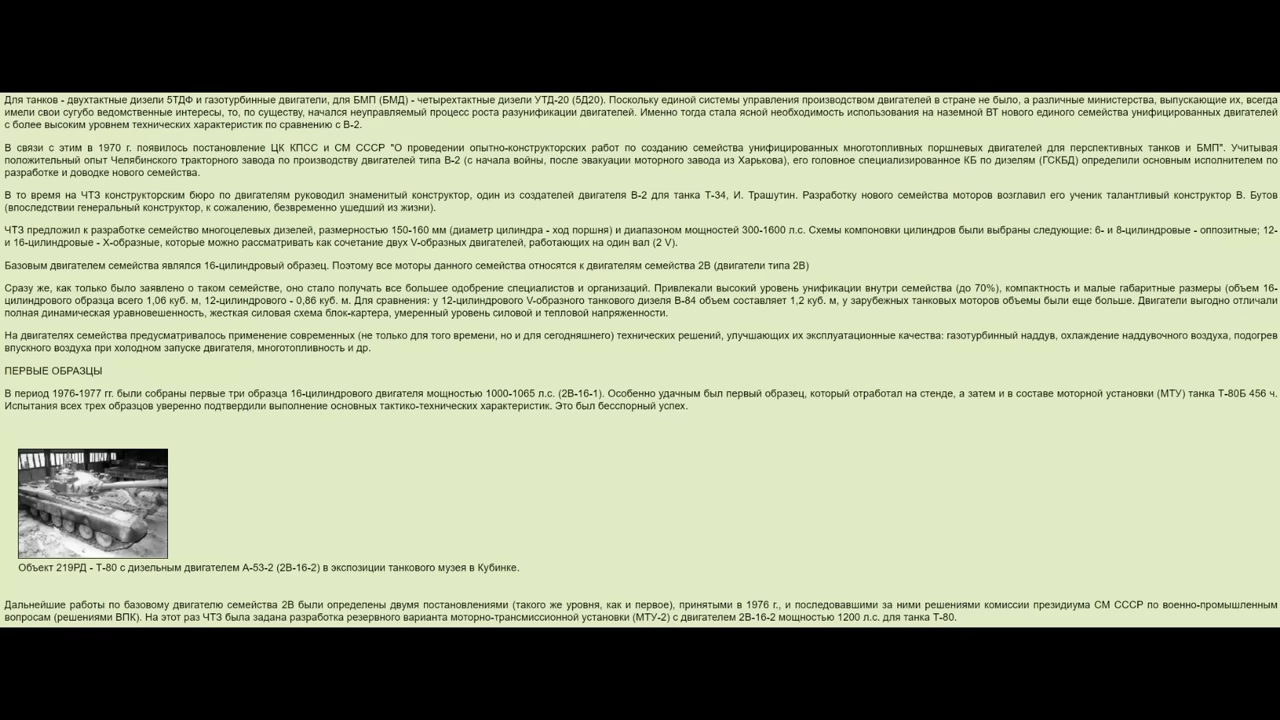 Для танков - двухтактные дизели 5ТДФ и газотурбинные двигатели, для БМП (БМД) - четырехтактные дизели УТД-20 (5Д20). Поскольку единой системы управления производством двигателей в стране не было, а различные министерства, выпускающие их, всегда
имели свои сугубо ведомственные интересы, то, по существу, начался неуправляемый процесс роста разунификации двигателей. Именно тогда стала ясной необходимость использования на наземной ВТ нового единого семейства унифицированных двигателей
с более высоким уровнем технических характеристик по сравнению с В-2.
В связи с этим в 1970 г. появилось постановление ЦК КПСС и СМ СССР "О проведении опытно-конструкторских работ по созданию семейства унифицированных многотопливных поршневых двигателей для перспективных танков и БМП". Учитывая
положительный опыт Челябинского тракторного завода по производству двигателей типа В-2 (с начала войны, после эвакуации моторного завода из Харькова), его головное специализированное КБ по дизелям (ГСКБД) определили основным исполнителем по
разработке и доводке нового семейства.
В то время на ЧТЗ конструкторским бюро по двигателям руководил знаменитый конструктор, один из создателей двигателя В-2 для танка Т-34, И. Трашутин. Разработку нового семейства моторов возглавил его ученик талантливый конструктор В. Бутов
(впоследствии генеральный конструктор, к сожалению, безвременно ушедший из жизни).
ЧТЗ предложил к разработке семейство многоцелевых дизелей, размерностью 150-160 мм (диаметр цилиндра - ход поршня) и диапазоном мощностей 300-1600 л.с. Схемы компоновки цилиндров были выбраны следующие: 6- и 8-цилиндровые - оппозитные; 12-
и 16-цилиндровые - Х-образные, которые можно рассматривать как сочетание двух V-образных двигателей, работающих на один вал (2 V).
Базовым двигателем семейства являлся 16-цилиндровый образец. Поэтому все моторы данного семейства относятся к двигателям семейства 2В (двигатели типа 2В)
Сразу же, как только было заявлено о таком семействе, оно стало получать все большее одобрение специалистов и организаций. Привлекали высокий уровень унификации внутри семейства (до 70%), компактность и малые габаритные размеры (объем 16-
цилиндрового образца всего 1,06 куб. м, 12-цилиндрового - 0,86 куб. м. Для сравнения: у 12-цилиндрового V-образного танкового дизеля В-84 объем составляет 1,2 куб. м, у зарубежных танковых моторов объемы были еще больше. Двигатели выгодно отличали
полная динамическая уравновешенность, жесткая силовая схема блок-картера, умеренный уровень силовой и тепловой напряженности.
На двигателях семейства предусматривалось применение современных (не только для того времени, но и для сегодняшнего) технических решений, улучшающих их эксплуатационные качества: газотурбинный наддув, охлаждение наддувочного воздуха, подогрев
впускного воздуха при холодном запуске двигателя, многотопливность и др.
ПЕРВЫЕ ОБРАЗЦЫ
В период 1976-1977 гг. были собраны первые три образца 16-цилиндрового двигателя мощностью 1000-1065 л.с. (2В-16-1). Особенно удачным был первый образец, который отработал на стенде, а затем и в составе моторной установки (МТУ) танка Т-80Б 456 ч.
Испытания всех трех образцов уверенно подтвердили выполнение основных тактико-технических характеристик. Это был бесспорный успех.
Объект 219РД - Т-80 с дизельным двигателем А-53-2 (2В-16-2) в экспозиции танкового музея в Кубинке.
Дальнейшие работы по базовому двигателю семейства 2В были определены двумя постановлениями (такого же уровня, как и первое), принятыми в 1976 г., и последовавшими за ними решениями комиссии президиума СМ СССР по военно-промышленным
вопросам (решениями ВПК). На этот раз ЧТЗ была задана разработка резервного варианта моторно-трансмиссионной установки (МТУ-2) с двигателем 2В-16-2 мощностью 1200 л.с. для танка Т-80.